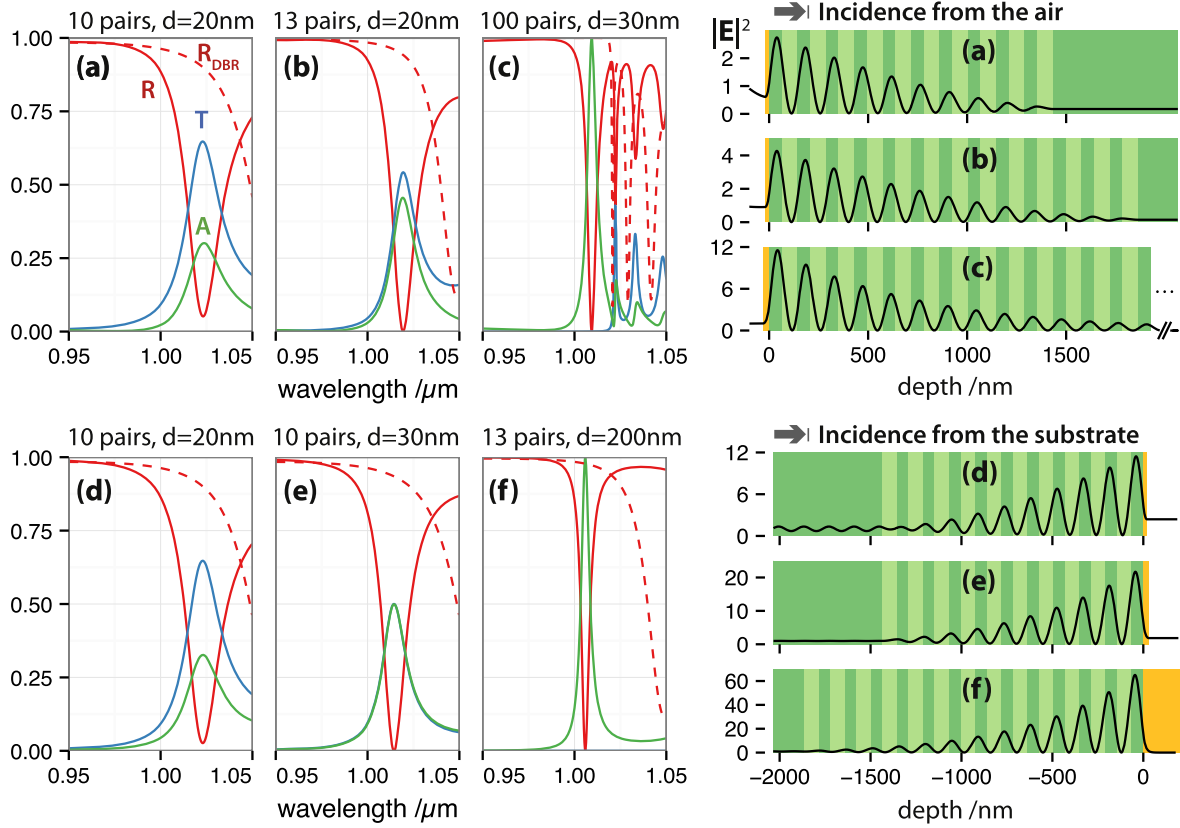 10 pairs, d=20nm
13 pairs, d=20nm
100 pairs, d=30nm
1.00
0.75
0.50
0.25
0.00
(a)
R
R_DBR
T
A
(b)
(c)
0.95
1.00
1.05
0.95
1.00
1.05
0.95
1.00
1.05
wavelength /µm
Incidence from the air
|E|²
2
1
0
(a)
4
2
0
(b)
12
6
0
(c)
...
0
500
1000
1500
depth /nm
10 pairs, d=20nm
10 pairs, d=30nm
13 pairs, d=200nm
1.00
0.75
0.50
0.25
0.00
(d)
(e)
(f)
0.95
1.00
1.05
0.95
1.00
1.05
0.95
1.00
1.05
wavelength /µm
Incidence from the substrate
12
6
0
(d)
20
10
0
(e)
60
40
20
0
(f)
−2000
−1500
−1000
−500
0
depth /nm